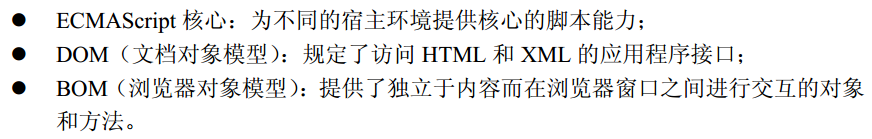 ● ECMAScript 核心：为不同的宿主环境提供核心的脚本能力；
● DOM（文档对象模型）：规定了访问 HTML 和 XML 的应用程序接口；
● BOM（浏览器对象模型）：提供了独立于内容而在浏览器窗口之间进行交互的对象
和方法。